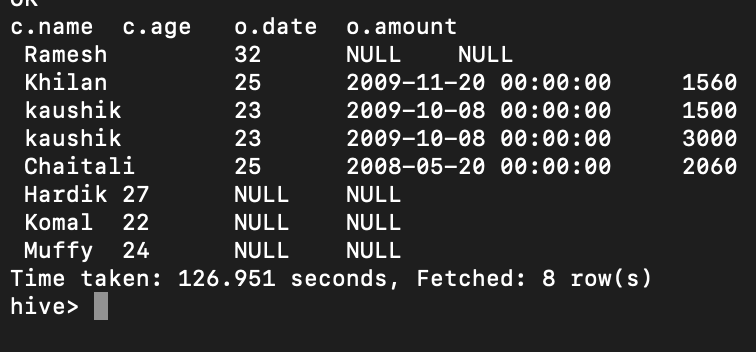 OK
c.name  c.age   o.date  o.amount
 Ramesh         32      NULL    NULL
 Khilan         25      2009-11-20 00:00:00     1560
 kaushik        23      2009-10-08 00:00:00     1500
 kaushik        23      2009-10-08 00:00:00     3000
 Chaitali       25      2008-05-20 00:00:00     2060
 Hardik 27      NULL    NULL
 Komal  22      NULL    NULL
 Muffy  24      NULL    NULL
Time taken: 126.951 seconds, Fetched: 8 row(s)
hive>